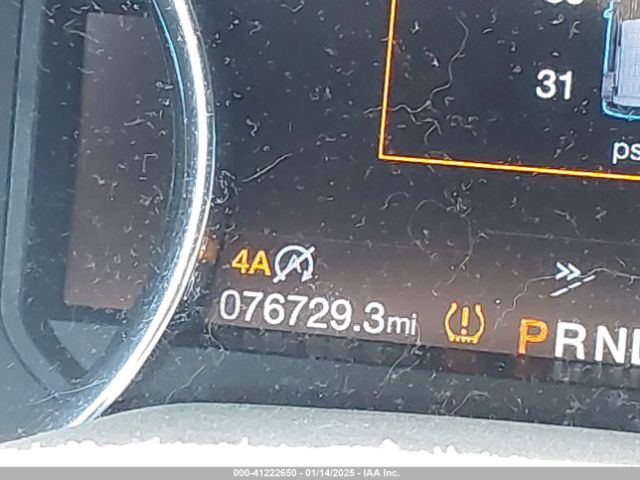 31
ps
4A
076729.3mi
(!)
PRND
000-41222650 - 01/14/2025 - IAA Inc.